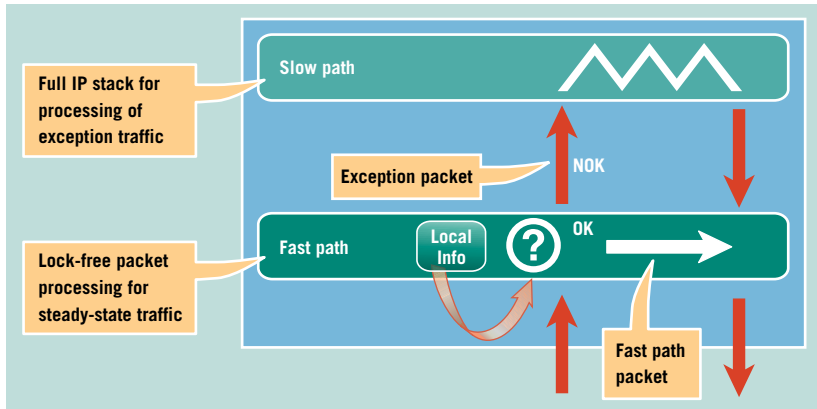 Full IP stack for
processing of
exception traffic
Slow path
Exception packet
NOK
Lock-free packet
processing for
steady-state traffic
Fast path
Local
Info
?
OK
Fast path
packet